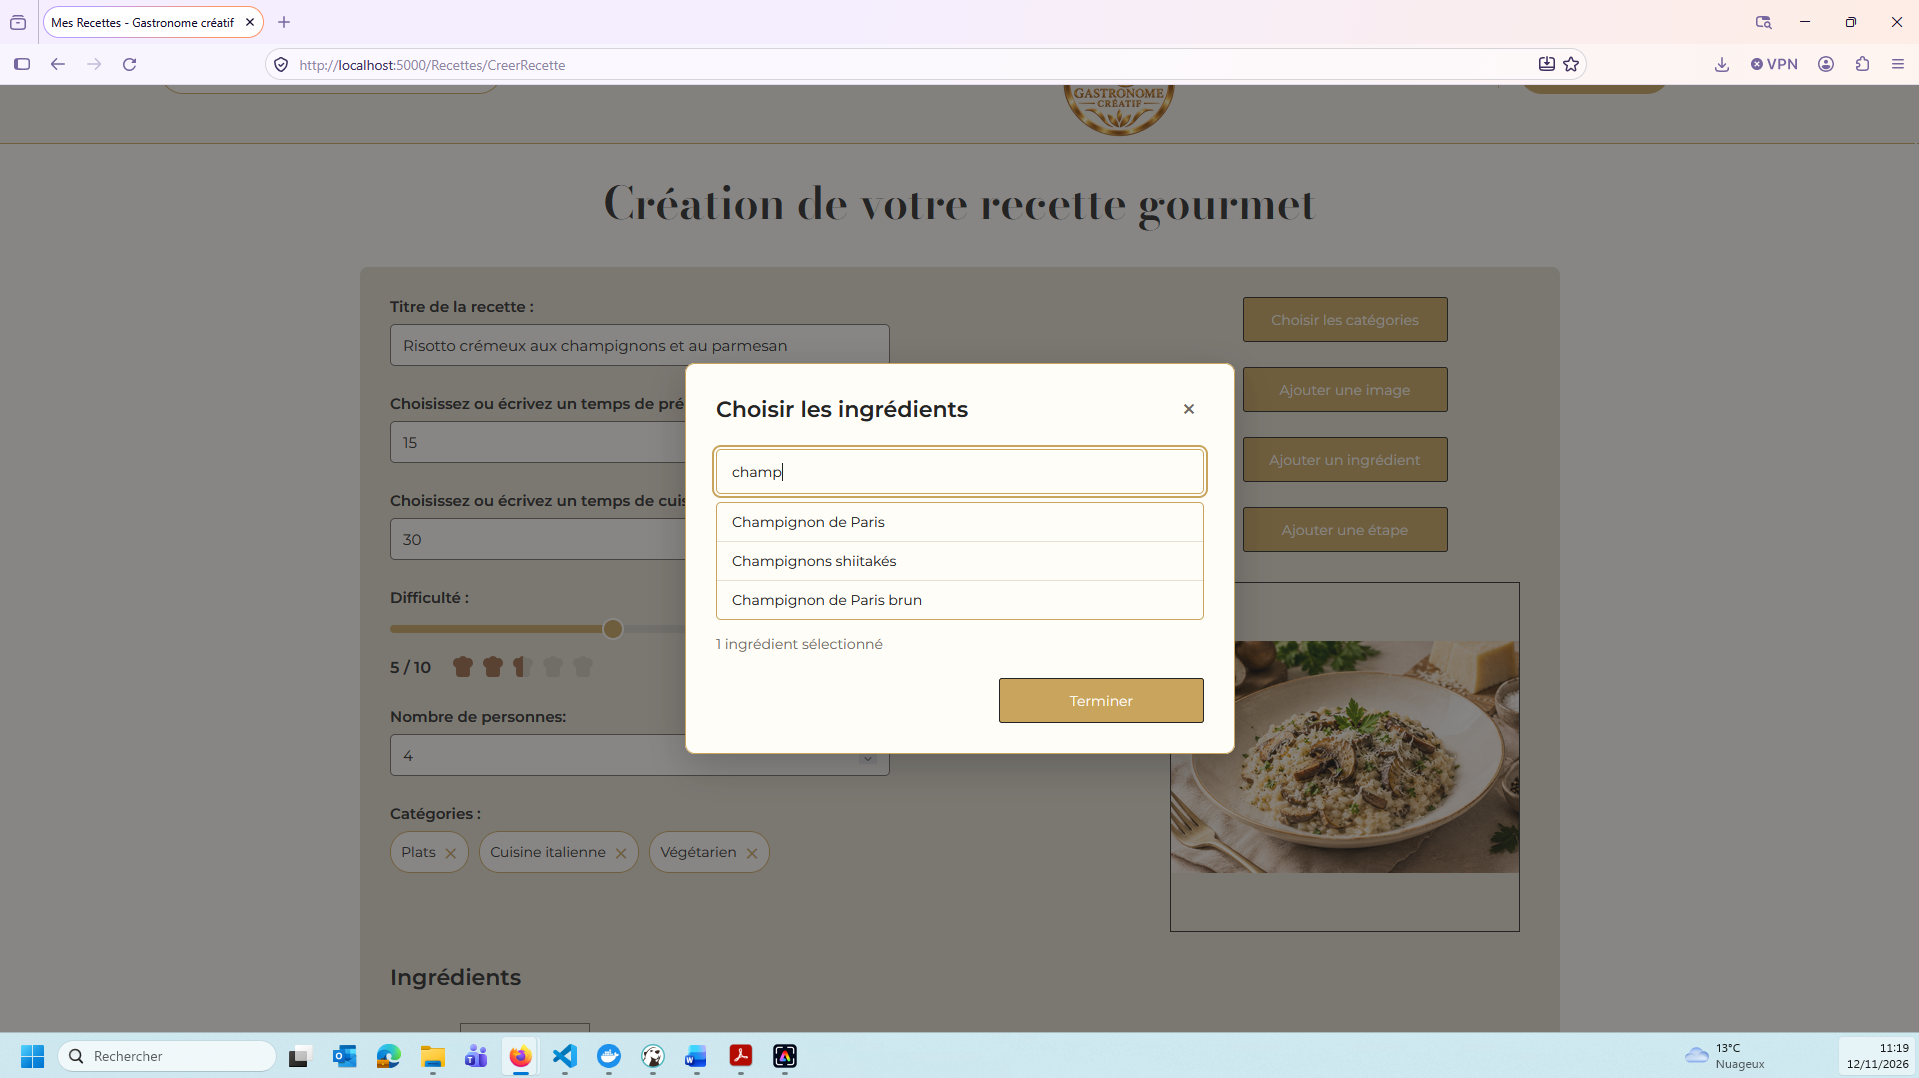 Mes Recettes - Gastronome créatif
http://localhost:5000/Recettes/CreerRecette
VPN
GASTRONOME
CRÉATIF
Création de votre recette gourmet
Titre de la recette :
Risotto crémeux aux champignons et au parmesan
Choisissez ou écrivez un temps de pré
15
Choisissez ou écrivez un temps de cuis
30
Difficulté :
5 / 10
Nombre de personnes:
4
Catégories :
Plats
Cuisine italienne
Végétarien
Choisir les catégories
Ajouter une image
Ajouter un ingrédient
Ajouter une étape
Choisir les ingrédients
champ
Champignon de Paris
Champignons shiitakés
Champignon de Paris brun
1 ingrédient sélectionné
Terminer
Ingrédients
Rechercher
13°C
Nuageux
11:19
12/11/2026